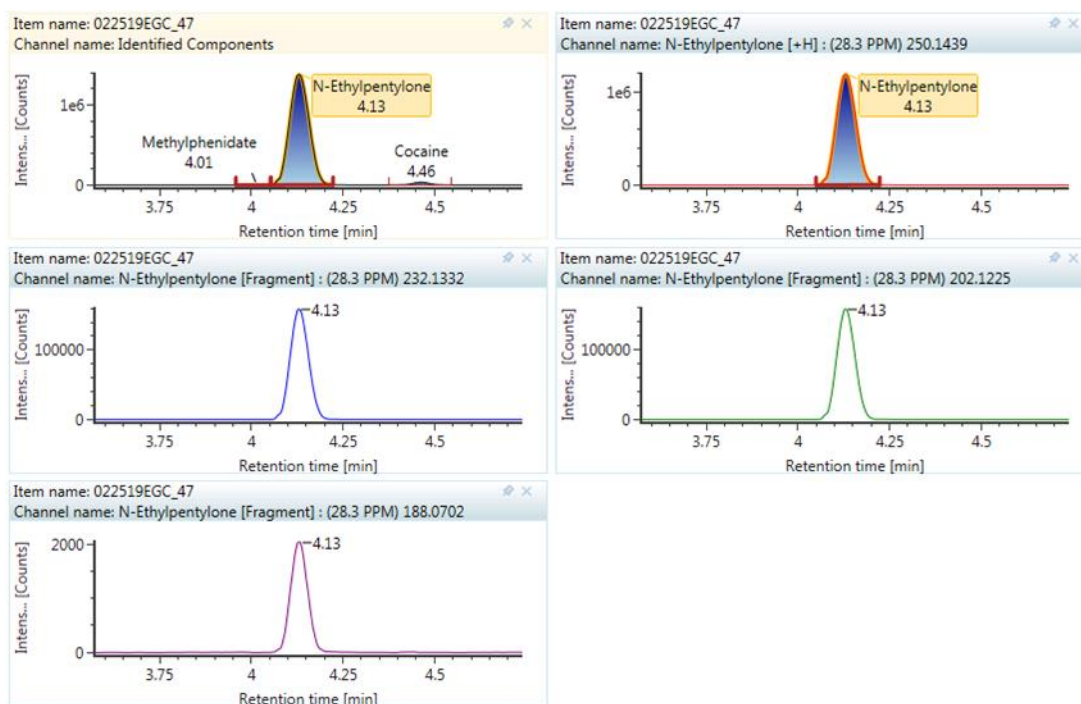 Item name: 022519EGC_47
Channel name: Identified Components
Intens... [Counts]
1e6
0
N-Ethylpentylone
4.13
Methylphenidate
4.01
Cocaine
4.46
3.75 4 4.25 4.5
Retention time [min]
Item name: 022519EGC_47
Channel name: N-Ethylpentylone [+H] : (28.3 PPM) 250.1439
Intens... [Counts]
1e6
0
N-Ethylpentylone
4.13
3.75 4 4.25 4.5
Retention time [min]
Item name: 022519EGC_47
Channel name: N-Ethylpentylone [Fragment] : (28.3 PPM) 232.1332
Intens... [Counts]
100000
0
4.13
3.75 4 4.25 4.5
Retention time [min]
Item name: 022519EGC_47
Channel name: N-Ethylpentylone [Fragment] : (28.3 PPM) 202.1225
Intens... [Counts]
100000
0
4.13
3.75 4 4.25 4.5
Retention time [min]
Item name: 022519EGC_47
Channel name: N-Ethylpentylone [Fragment] : (28.3 PPM) 188.0702
Intens... [Counts]
2000
0
4.13
3.75 4 4.25 4.5
Retention time [min]